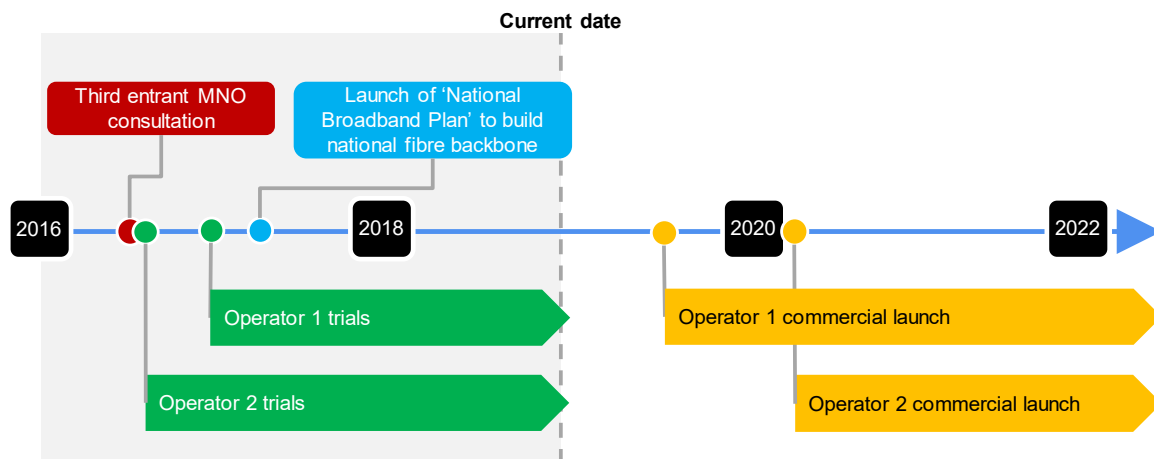 Current date
Third entrant MNO
consultation
Launch of ‘National
Broadband Plan’ to build
national fibre backbone
2016
2018
2020
2022
Operator 1 trials
Operator 1 commercial launch
Operator 2 trials
Operator 2 commercial launch